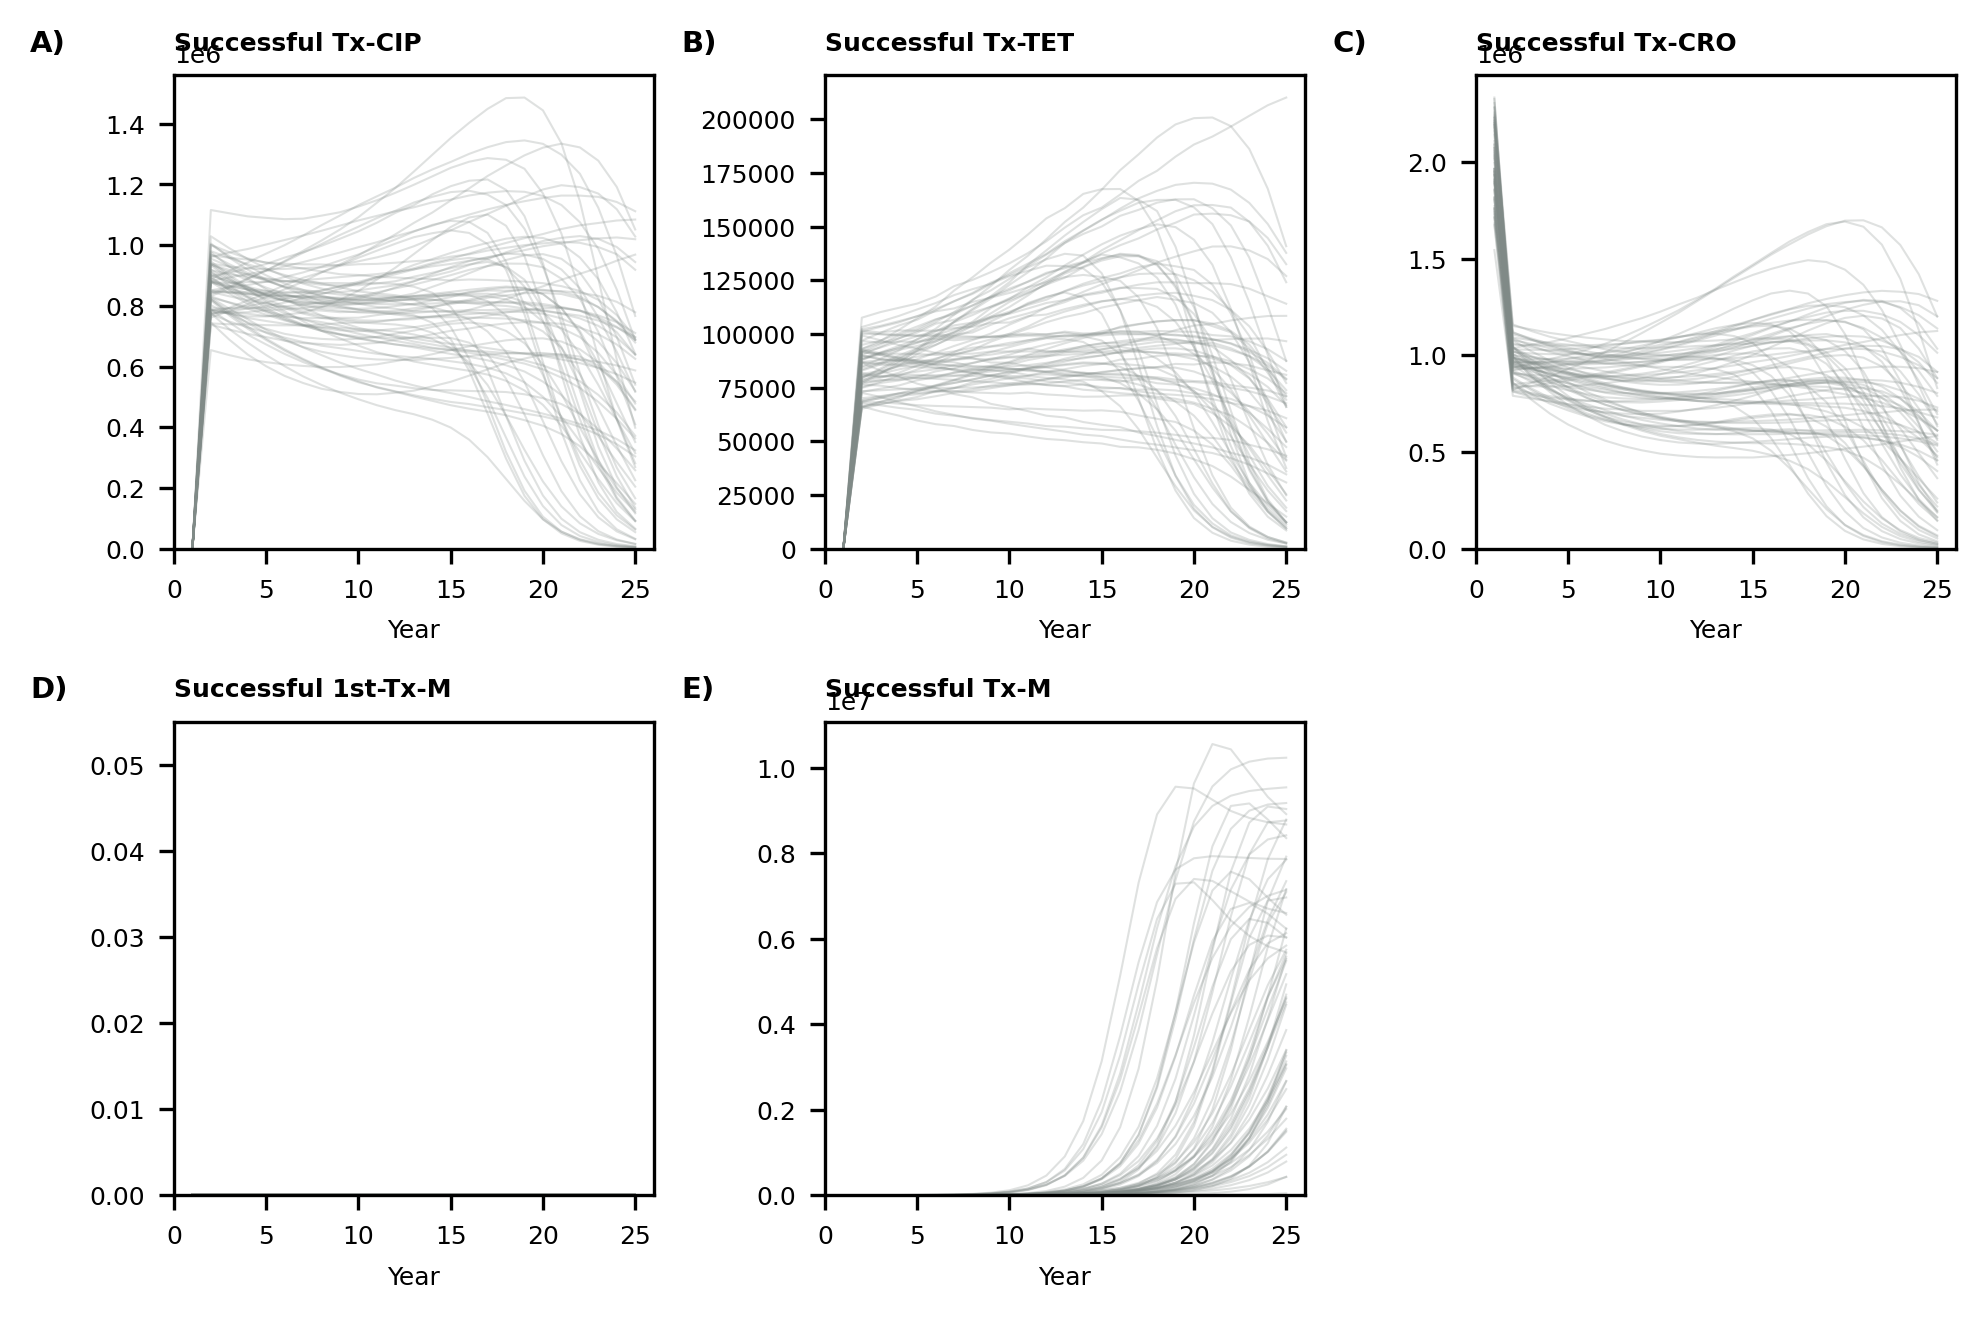 A) Successful Tx-CIP
1e6
1.4
1.2
1.0
0.8
0.6
0.4
0.2
0.0
0 5 10 15 20 25
Year
B) Successful Tx-TET
200000
175000
150000
125000
100000
75000
50000
25000
0
0 5 10 15 20 25
Year
C) Successful Tx-CRO
1e6
2.0
1.5
1.0
0.5
0.0
0 5 10 15 20 25
Year
D) Successful 1st-Tx-M
0.05
0.04
0.03
0.02
0.01
0.00
0 5 10 15 20 25
Year
E) Successful Tx-M
1e7
1.0
0.8
0.6
0.4
0.2
0.0
0 5 10 15 20 25
Year